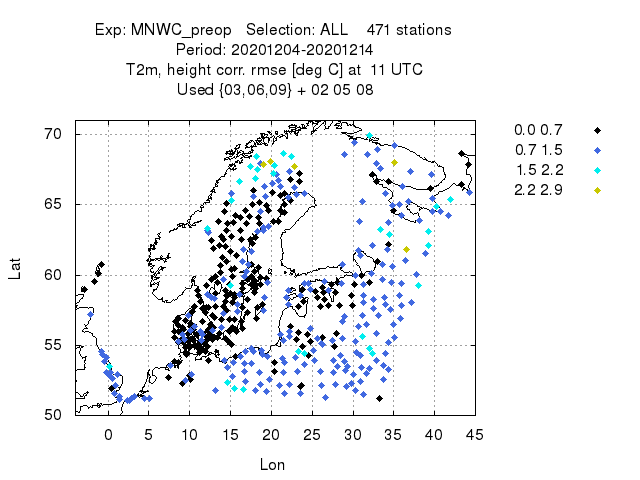 Exp: MNWC_preop   Selection: ALL    471 stations
Period: 20201204-20201214
T2m, height corr. rmse [deg C] at  11 UTC
Used {03,06,09} + 02 05 08
0.0 0.7
0.7 1.5
1.5 2.2
2.2 2.9
70
65
60
55
50
Lat
0 5 10 15 20 25 30 35 40 45
Lon